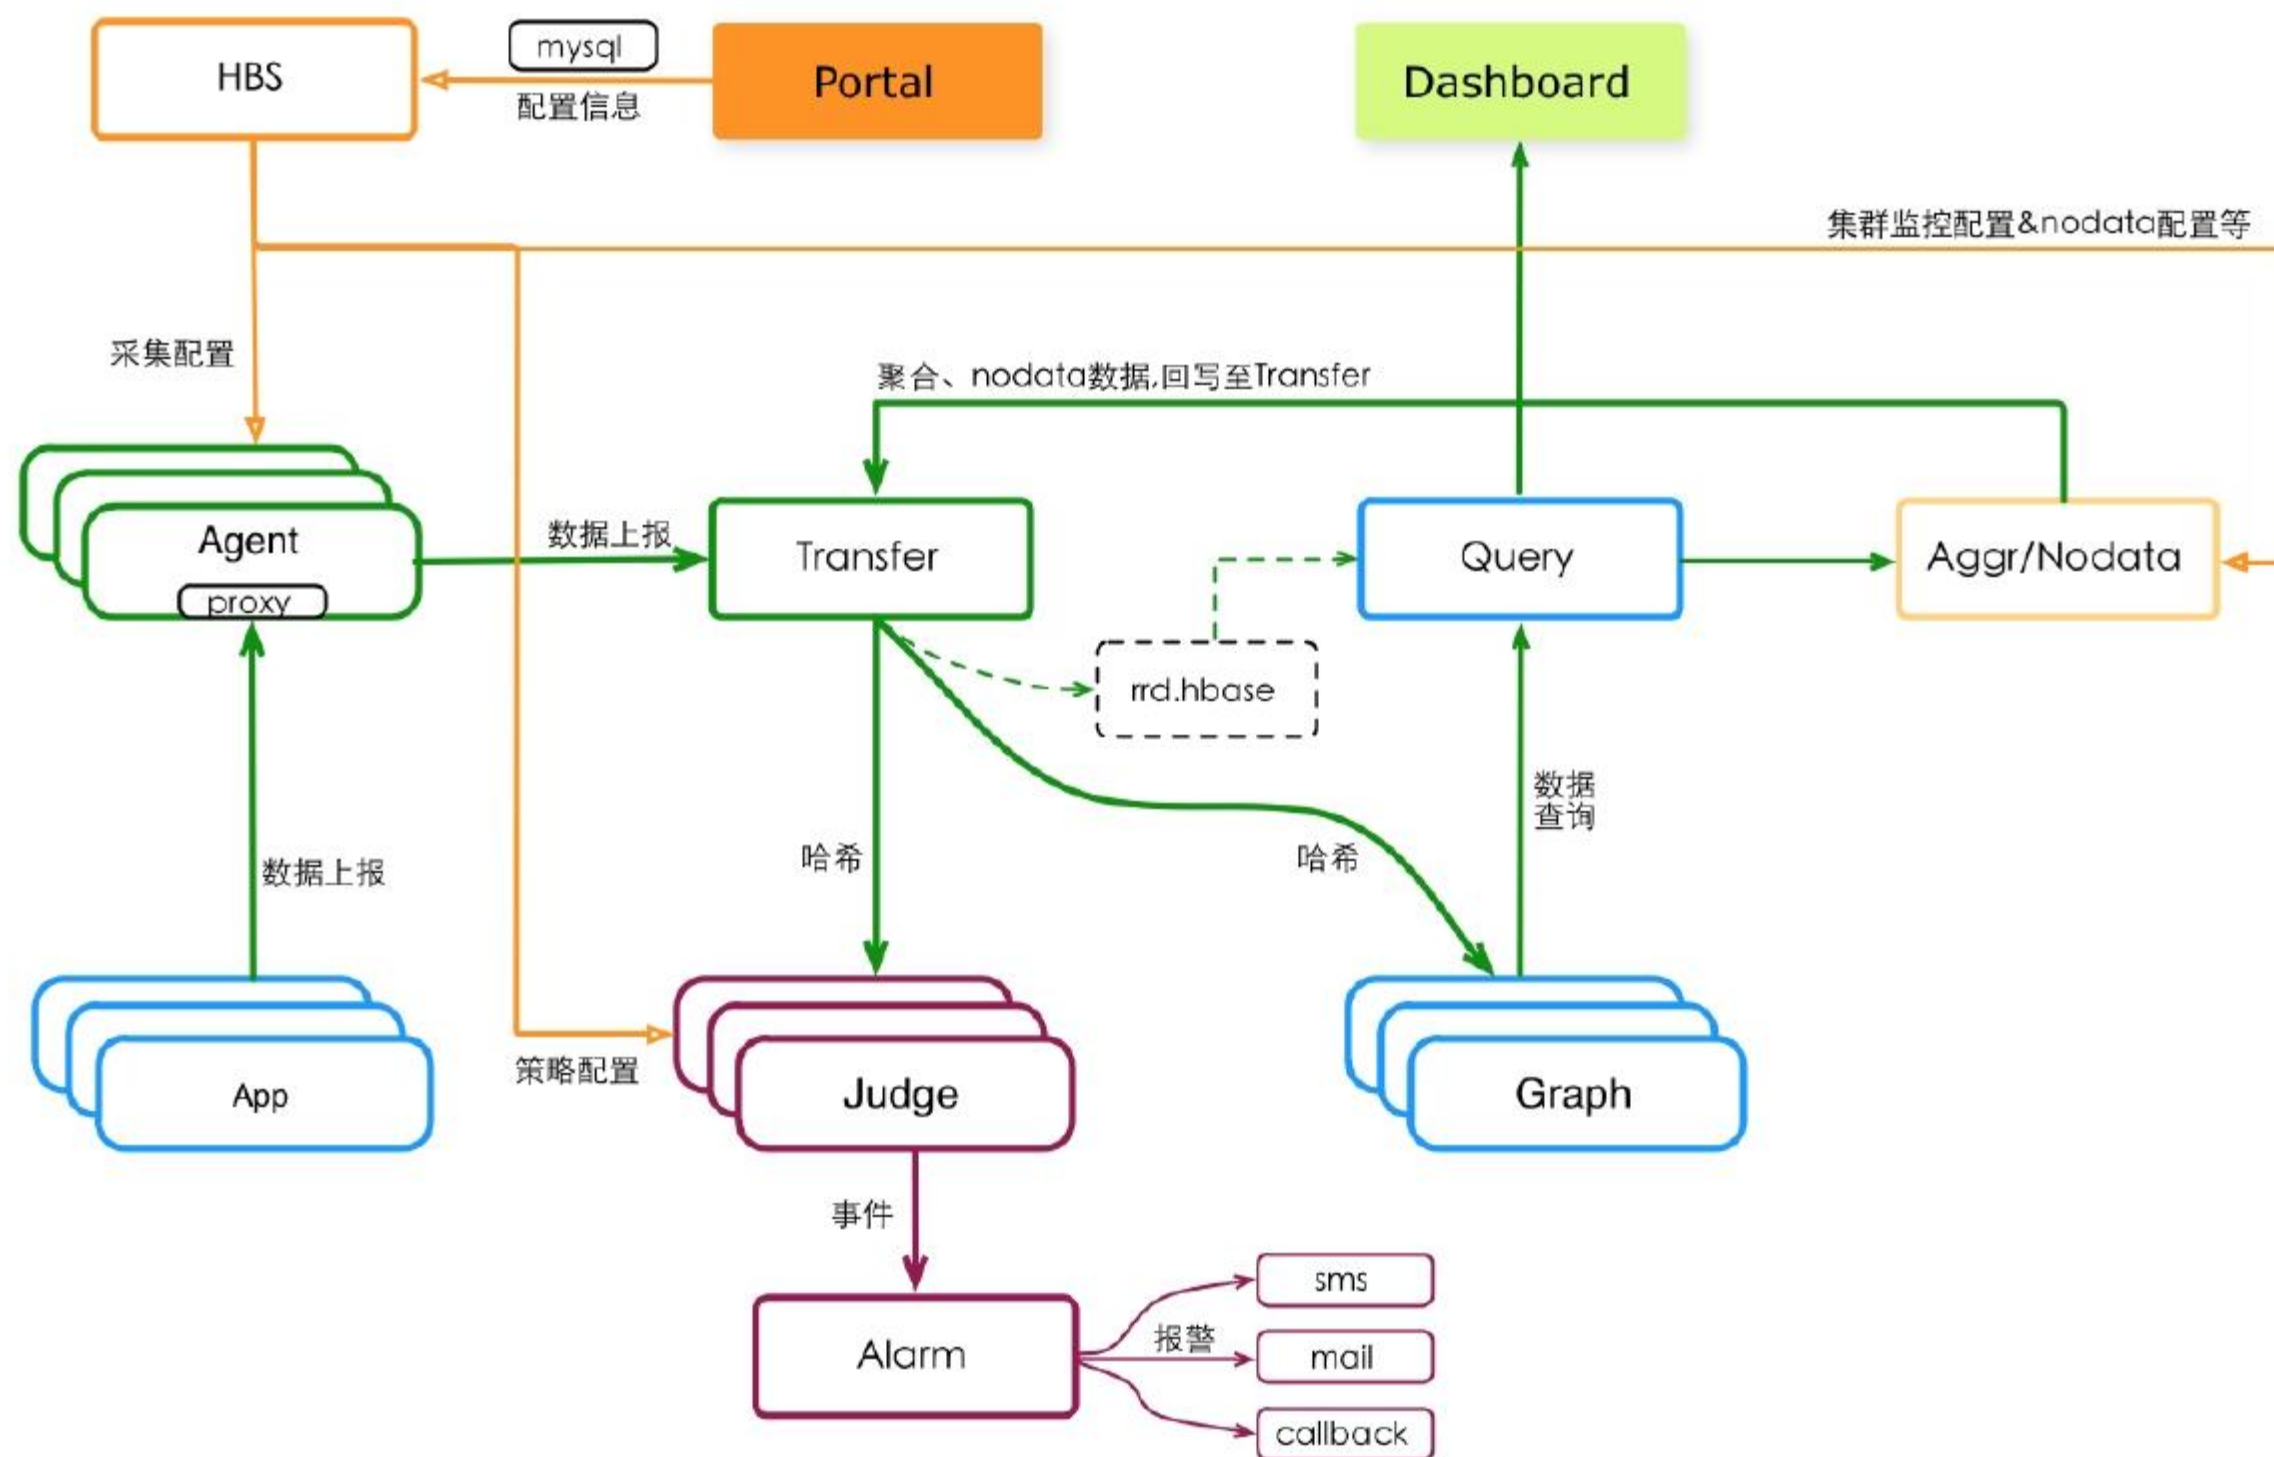 HBS
mysql
配置信息
Portal
Dashboard
集群监控配置&nodata配置等
采集配置
聚合、nodata数据,回写至Transfer
Agent
proxy
数据上报
Transfer
Query
Aggr/Nodata
rrd.hbase
数据
查询
数据上报
哈希
哈希
App
策略配置
Judge
Graph
事件
Alarm
报警
sms
mail
callback